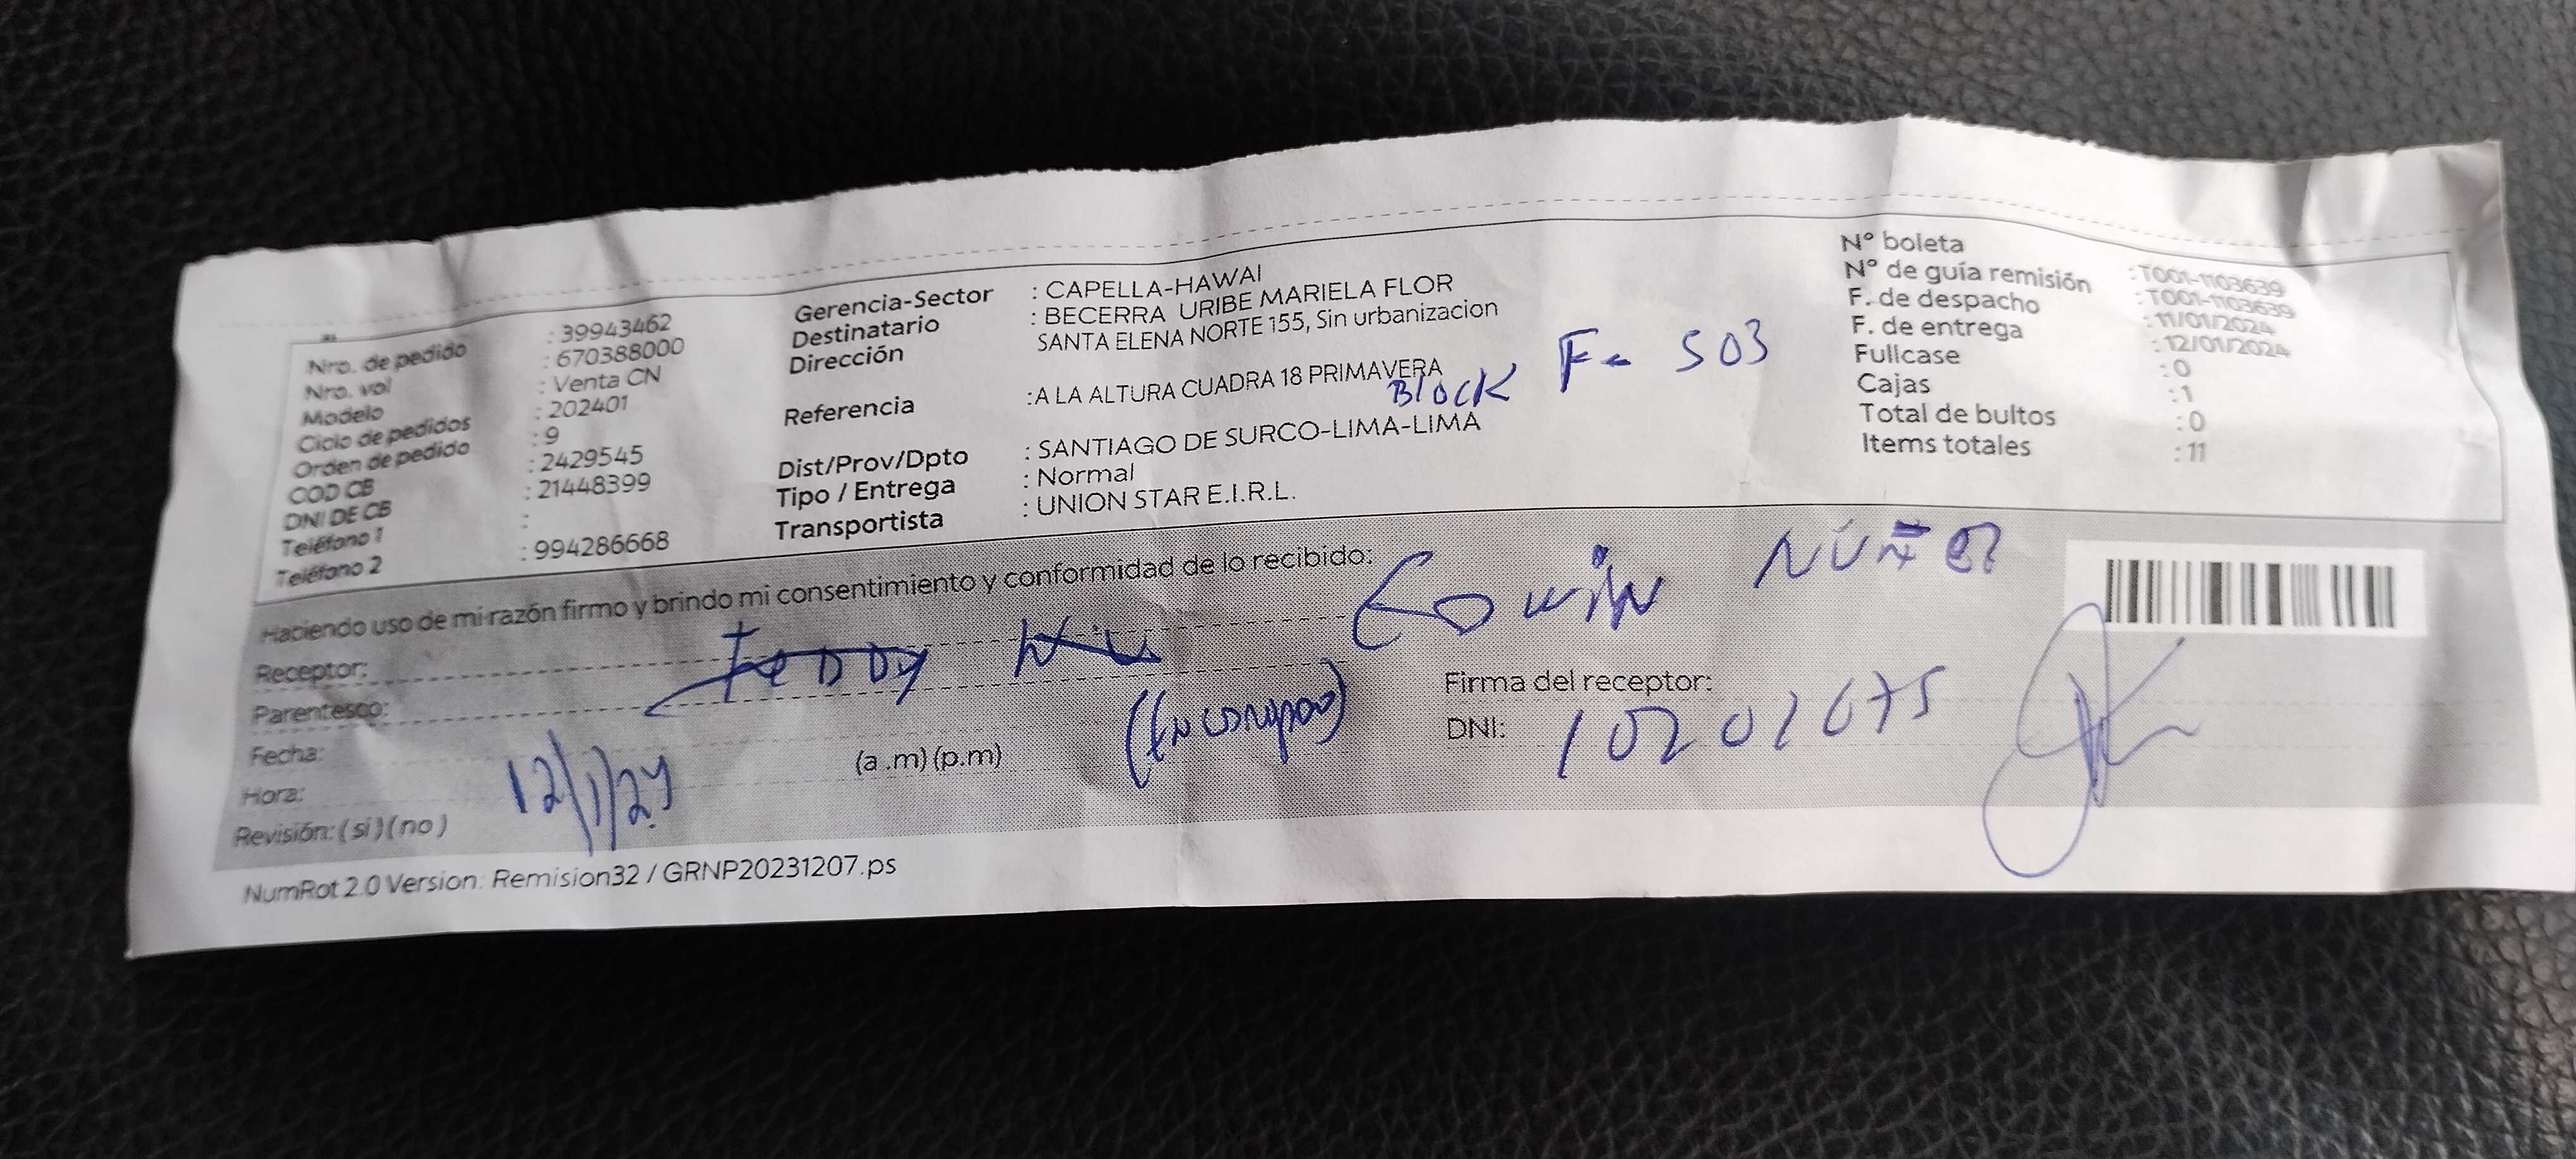 Nro. de pedido : 39943462
Nro. vol : 670388000
Modelo : Venta CN
Ciclo de pedidos : 202401
Orden de pedido : 9
COD CB : 2429545
DNI DE CB : 21448399
Teléfono 1 :
Teléfono 2 : 994286668
Gerencia-Sector : CAPELLA-HAWAI
Destinatario : BECERRA URIBE MARIELA FLOR
Dirección SANTA ELENA NORTE 155, Sin urbanizacion
Referencia : A LA ALTURA CUADRA 18 PRIMAVERA
Block F- 503
Dist/Prov/Dpto : SANTIAGO DE SURCO-LIMA-LIMA
Tipo / Entrega : Normal
Transportista : UNION STAR E.I.R.L.
N° boleta : T001-1103639
N° de guía remisión : T001-1103639
F. de despacho : 11/01/2024
F. de entrega : 12/01/2024
Fullcase : 0
Cajas : 1
Total de bultos : 0
Items totales : 11
Haciendo uso de mi razón firmo y brindo mi consentimiento y conformidad de lo recibido:
Receptor: Teddy Nu Edwin NÚÑEZ
Parentesco: (Encargado)
Fecha: 12/1/24
Hora: (a .m) (p.m)
Revisión: ( si ) ( no )
Firma del receptor:
DNI: 10201675
NumRot 2.0 Version: Remision32 / GRNP20231207.ps